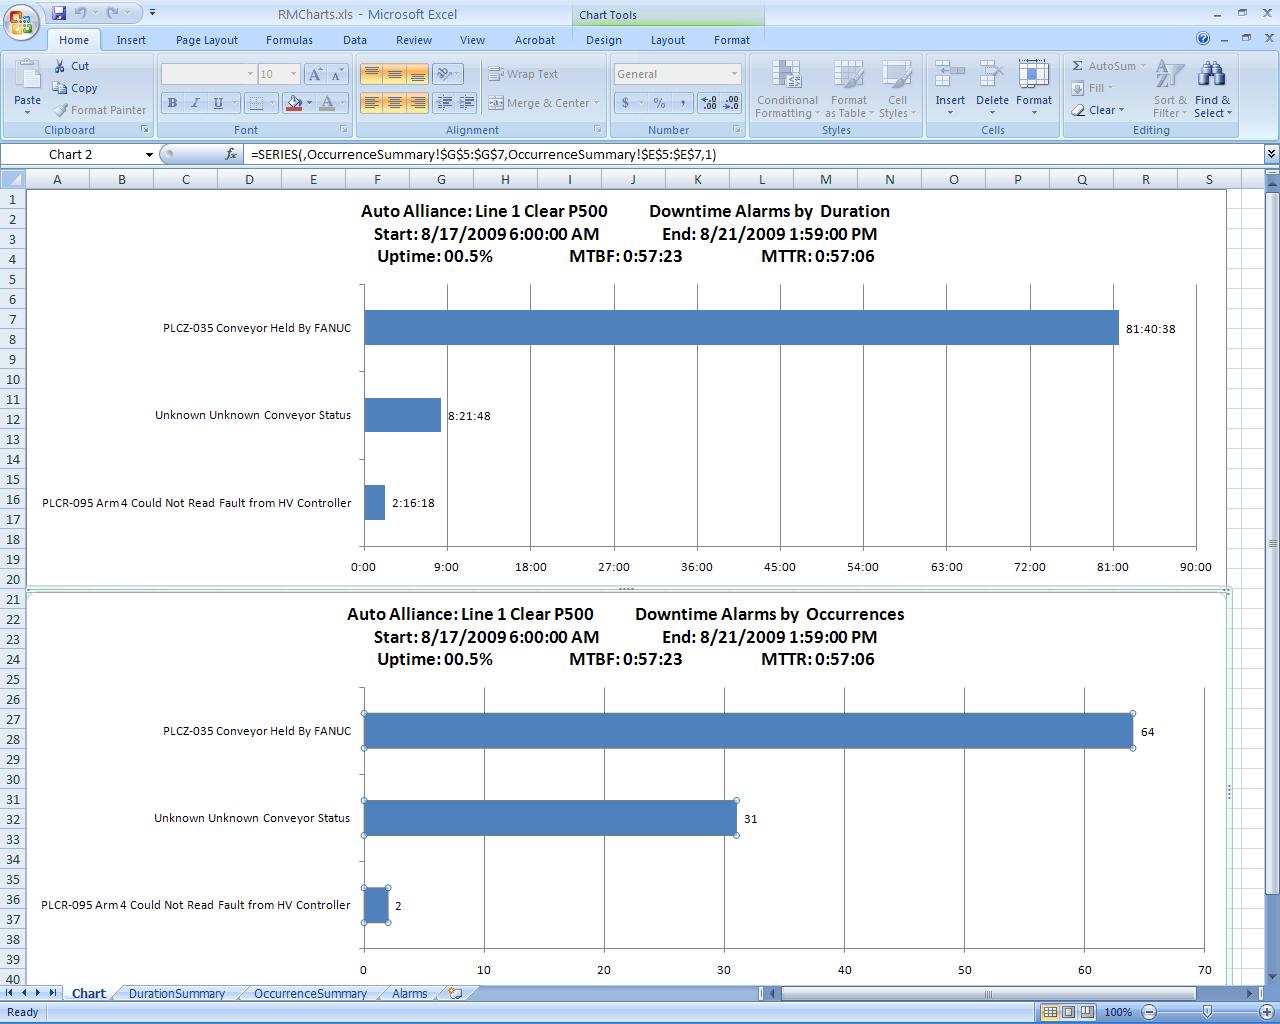 RMCharts.xls - Microsoft Excel
Chart Tools
Home Insert Page Layout Formulas Data Review View Acrobat Design Layout Format
Paste
Cut
Copy
Format Painter
Clipboard
10
A A
B I U A
Font
Wrap Text
Merge & Center
Alignment
General
$ % , .00 .00
Number
Conditional Formatting
Format as Table
Cell Styles
Styles
Insert Delete Format
Cells
Σ AutoSum
Fill
Clear
Sort & Filter
Find & Select
Editing
Chart 2
fx =SERIES(,OccurrenceSummary!$G$5:$G$7,OccurrenceSummary!$E$5:$E$7,1)
A B C D E F G H I J K L M N O P Q R S
1
2
3
4
5
6
7
8
9
10
11
12
13
14
15
16
17
18
19
20
21
22
23
24
25
26
27
28
29
30
31
32
33
34
35
36
37
38
39
40
Auto Alliance: Line 1 Clear P500 Downtime Alarms by Duration
Start: 8/17/2009 6:00:00 AM End: 8/21/2009 1:59:00 PM
Uptime: 00.5% MTBF: 0:57:23 MTTR: 0:57:06
PLCZ-035 Conveyor Held By FANUC 81:40:38
Unknown Unknown Conveyor Status 8:21:48
PLCR-095 Arm 4 Could Not Read Fault from HV Controller 2:16:18
0:00 9:00 18:00 27:00 36:00 45:00 54:00 63:00 72:00 81:00 90:00
Auto Alliance: Line 1 Clear P500 Downtime Alarms by Occurrences
Start: 8/17/2009 6:00:00 AM End: 8/21/2009 1:59:00 PM
Uptime: 00.5% MTBF: 0:57:23 MTTR: 0:57:06
PLCZ-035 Conveyor Held By FANUC 64
Unknown Unknown Conveyor Status 31
PLCR-095 Arm 4 Could Not Read Fault from HV Controller 2
0 10 20 30 40 50 60 70
Chart DurationSummary OccurrenceSummary Alarms
Ready
100%